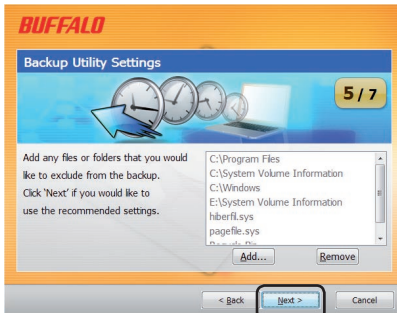 BUFFALO
Backup Utility Settings
5 / 7
Add any files or folders that you would
like to exclude from the backup.
Click 'Next' if you would like to
use the recommended settings.
C:\Program Files
C:\System Volume Information
C:\Windows
E:\System Volume Information
hiberfil.sys
pagefile.sys
Add...
Remove
< Back
Next >
Cancel